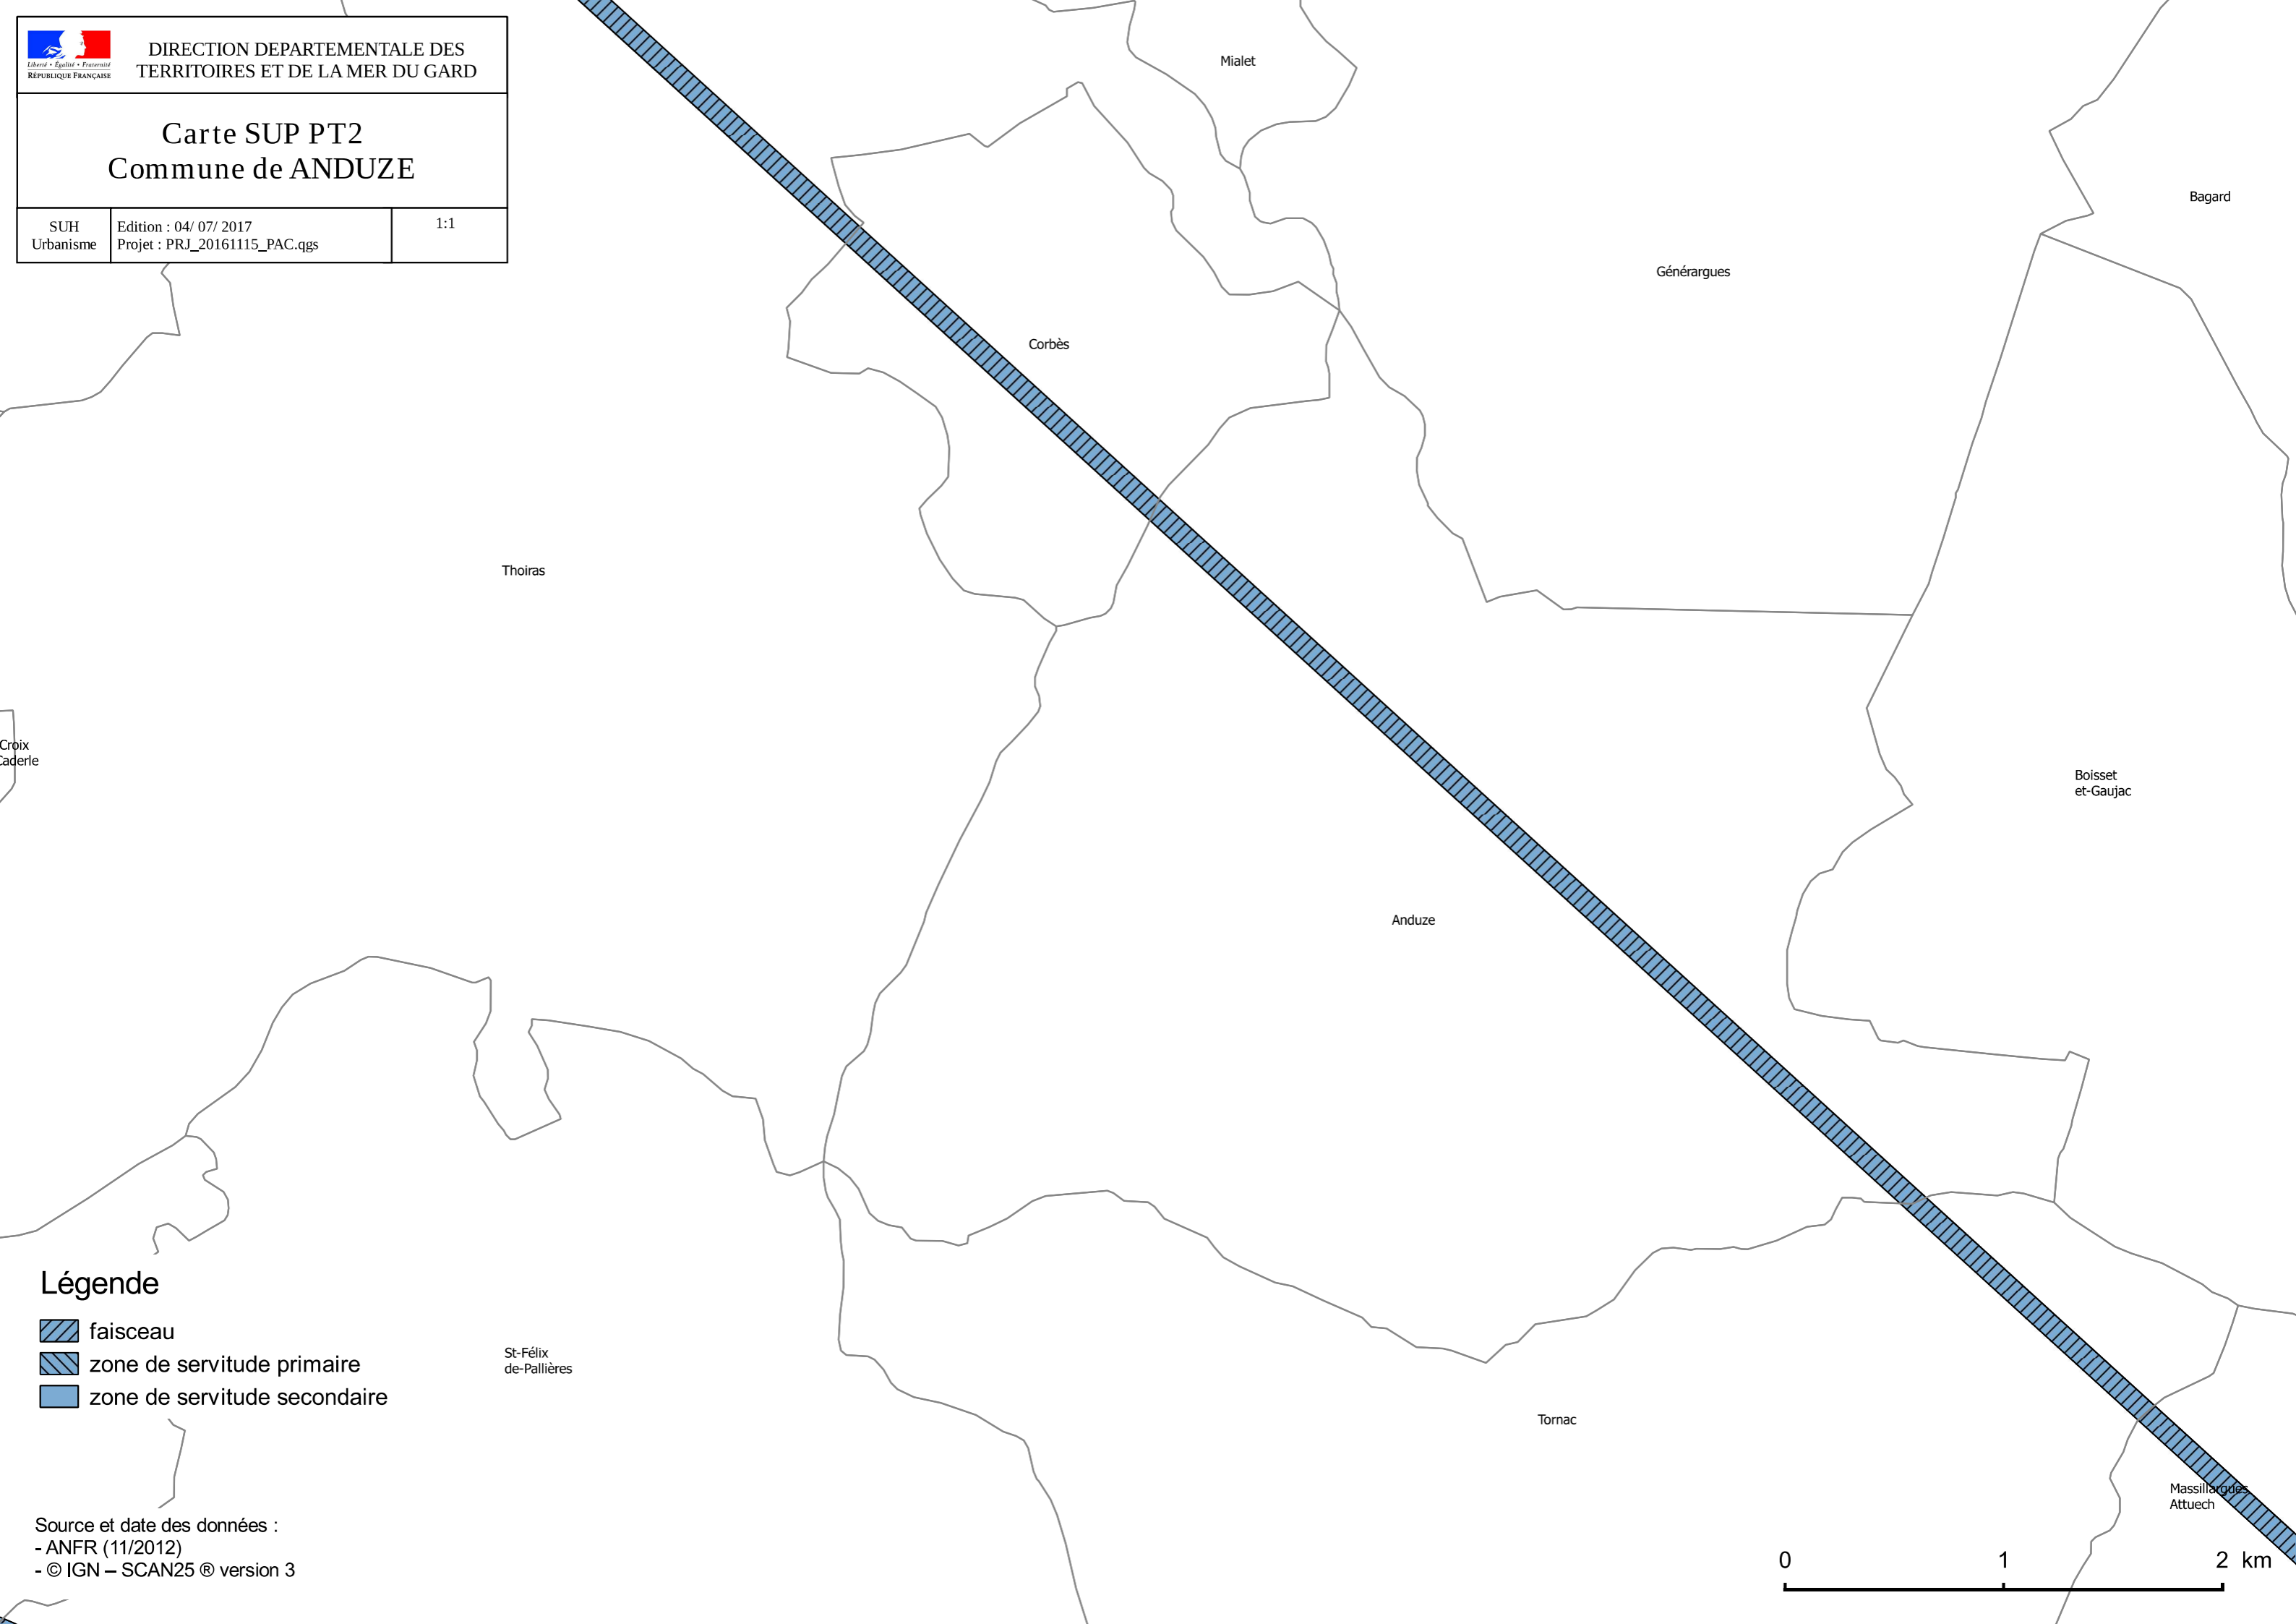 Liberté • Égalité • Fraternité
RÉPUBLIQUE FRANÇAISE
DIRECTION DEPARTEMENTALE DES
TERRITOIRES ET DE LA MER DU GARD
Carte SUP PT2
Commune de ANDUZE
SUH
Urbanisme
Edition : 04/ 07/ 2017
Projet : PRJ_20161115_PAC.qgs
1:1
Mialet
Bagard
Générargues
Corbès
Thoiras
Croix
Caderle
Boisset
et-Gaujac
Anduze
St-Félix
de-Pallières
Tornac
Massillargues
Attuech
Légende
faisceau
zone de servitude primaire
zone de servitude secondaire
Source et date des données :
- ANFR (11/2012)
- © IGN – SCAN25 ® version 3
0 1 2 km